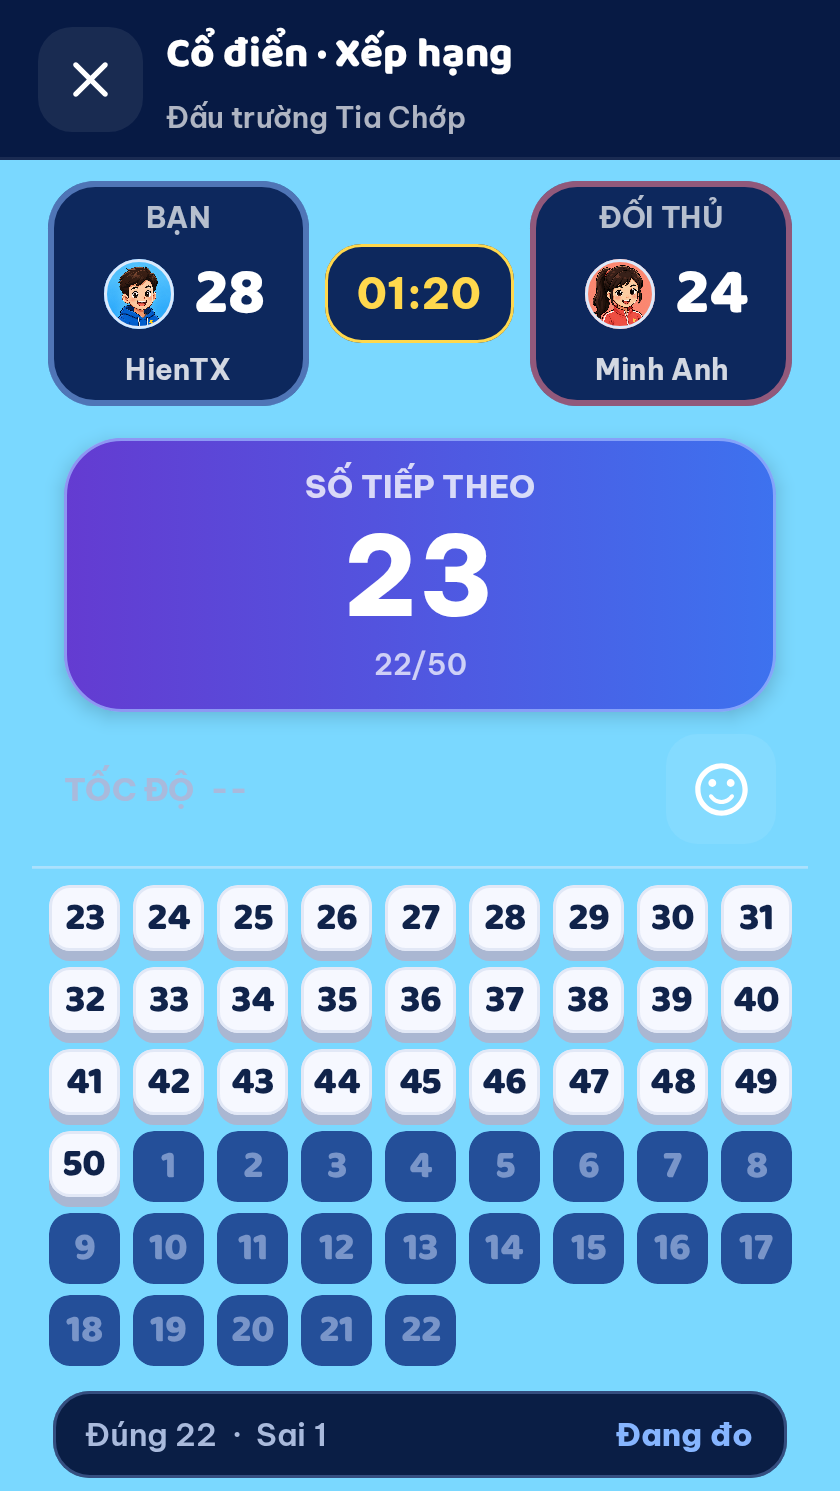 Cổ điển · Xếp hạng
Đấu trường Tia Chớp
BẠN
28
HienTX
01:20
ĐỐI THỦ
24
Minh Anh
SỐ TIẾP THEO
23
22/50
TỐC ĐỘ --
23 24 25 26 27 28 29 30 31
32 33 34 35 36 37 38 39 40
41 42 43 44 45 46 47 48 49
50 1 2 3 4 5 6 7 8
9 10 11 12 13 14 15 16 17
18 19 20 21 22
Đúng 22 · Sai 1 Đang đo